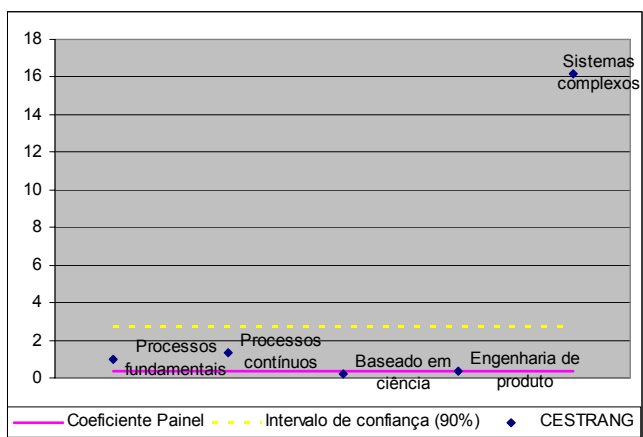 18
16
14
12
10
8
6
4
2
0
Sistemas
complexos
Processos
fundamentais
Processos
contínuos
Baseado em
ciência
Engenharia de
produto
Coeficiente Painel
Intervalo de confiança (90%)
CESTRANG